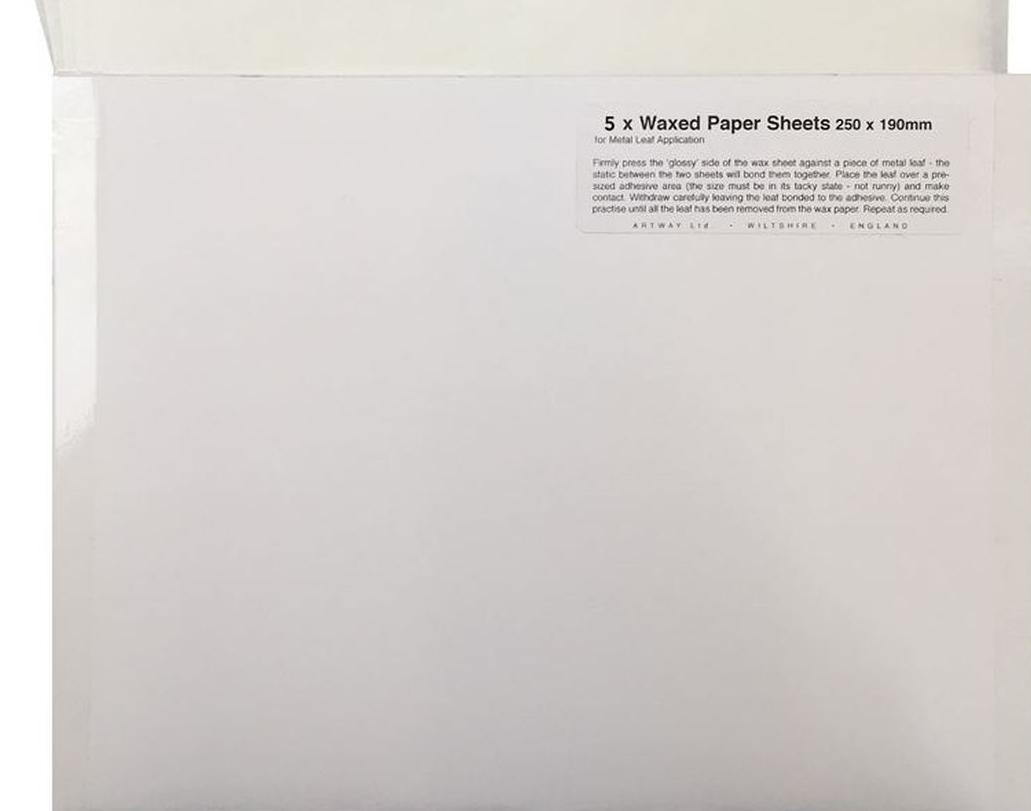 5 x Waxed Paper Sheets 250 x 190mm
for Metal Leaf Application
Firmly press the 'glossy' side of the wax sheet against a piece of metal leaf - the
static between the two sheets will bond them together. Place the leaf over a pre-
sized adhesive area (the size must be in its tacky state - not runny) and make
contact. Withdraw carefully leaving the leaf bonded to the adhesive. Continue this
practise until all the leaf has been removed from the wax paper. Repeat as required.
ARTWAY Ltd · WILTSHIRE · ENGLAND